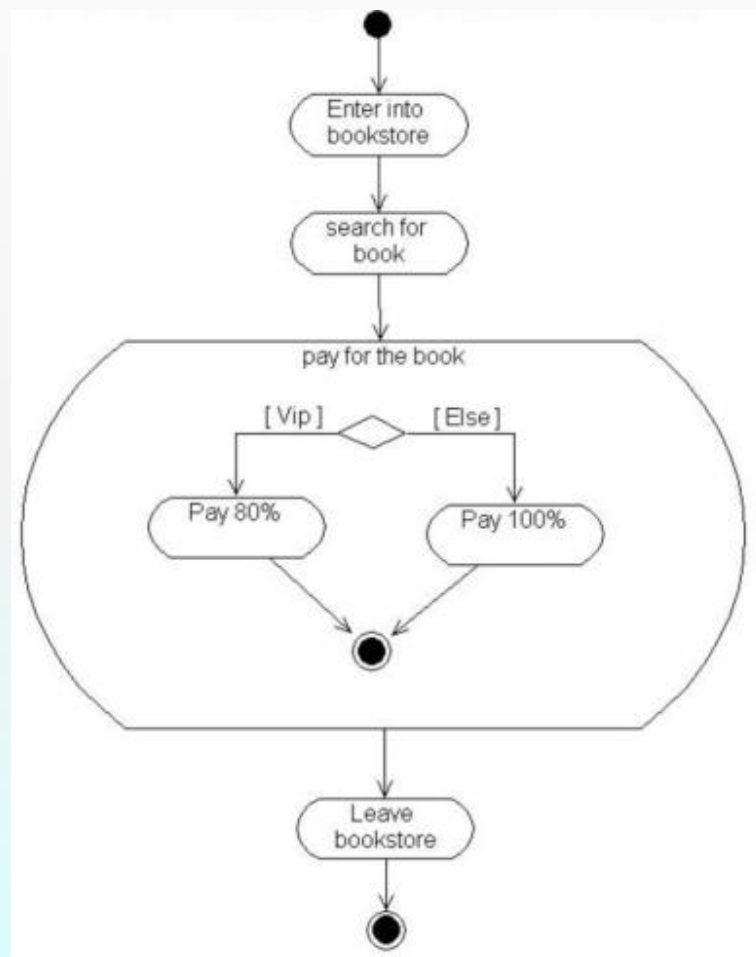 Enter into
bookstore
search for
book
pay for the book
[ Vip ]
[ Else ]
Pay 80%
Pay 100%
Leave
bookstore